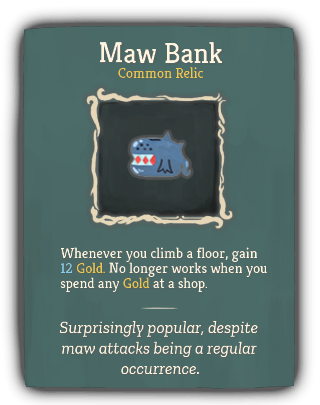 Maw Bank
Common Relic
Whenever you climb a floor, gain
12 Gold. No longer works when you
spend any Gold at a shop.
Surprisingly popular, despite
maw attacks being a regular
occurrence.